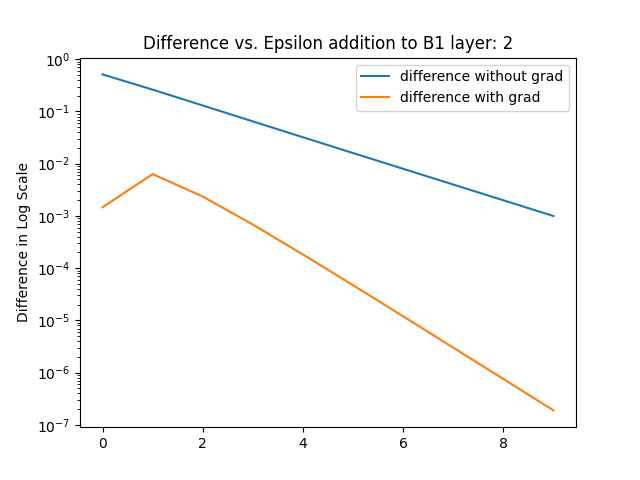 Difference vs. Epsilon addition to B1 layer: 2
difference without grad
difference with grad
Difference in Log Scale
10⁰
10⁻¹
10⁻²
10⁻³
10⁻⁴
10⁻⁵
10⁻⁶
10⁻⁷
0 2 4 6 8